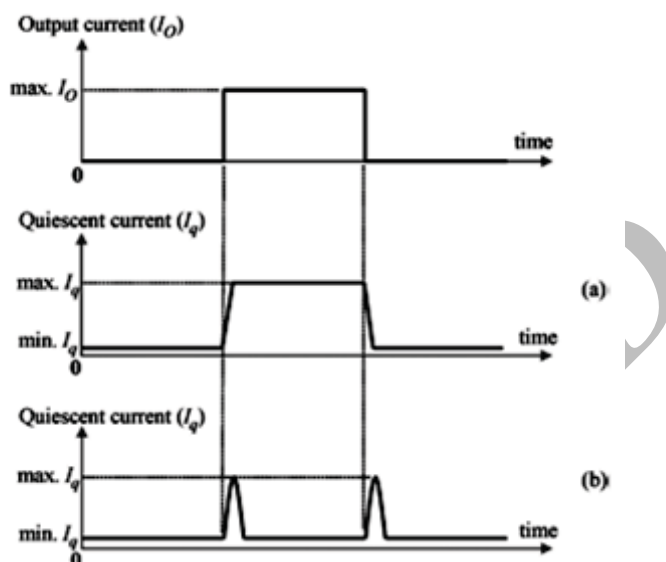 Output current (I_O)
max. I_O
time
0
Quiescent current (I_q)
max. I_q
(a)
min. I_q
time
0
Quiescent current (I_q)
max. I_q
(b)
min. I_q
time
0